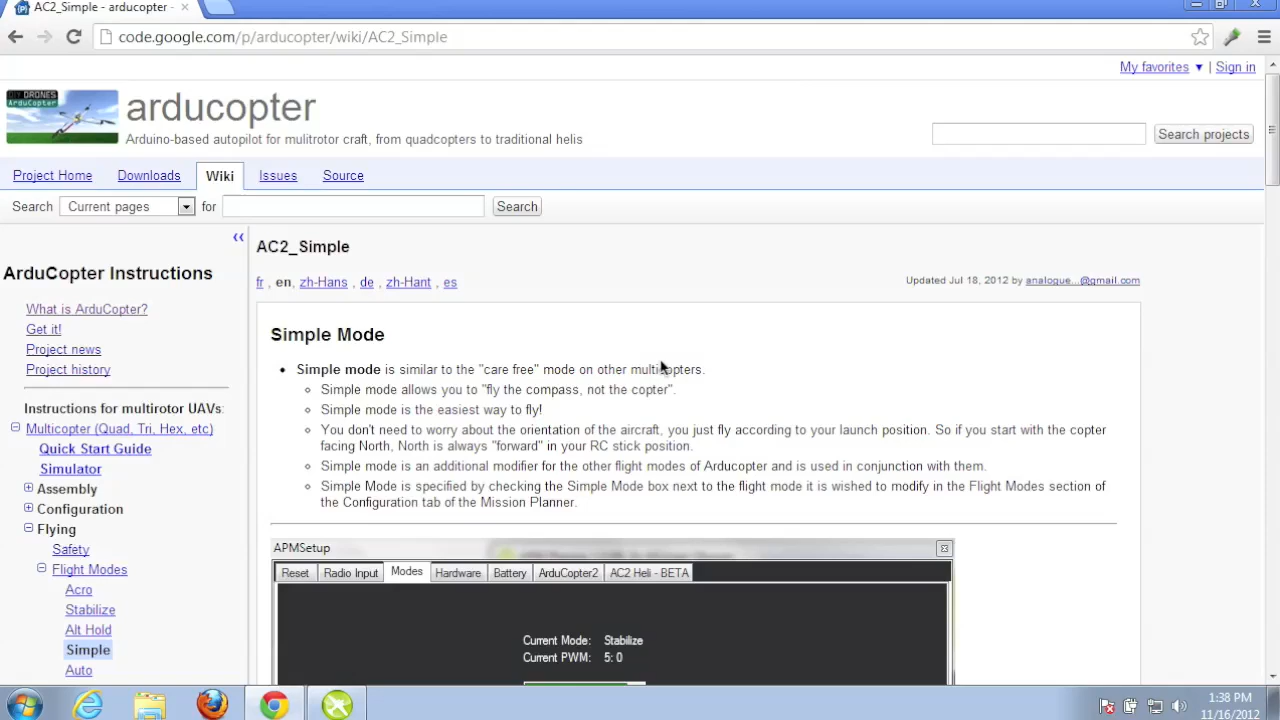 AC2_Simple - arducopter -
code.google.com/p/arducopter/wiki/AC2_Simple
My favorites ▼ | Sign in
DIY DRONES
ArduCopter
arducopter
Arduino-based autopilot for mulitrotor craft, from quadcopters to traditional helis
Search projects
Project Home Downloads Wiki Issues Source
Search Current pages for Search
ArduCopter Instructions
What is ArduCopter?
Get it!
Project news
Project history
Instructions for multirotor UAVs:
Multicopter (Quad, Tri, Hex, etc)
Quick Start Guide
Simulator
Assembly
Configuration
Flying
Safety
Flight Modes
Acro
Stabilize
Alt Hold
Simple
Auto
AC2_Simple
fr , en, zh-Hans , de , zh-Hant , es
Updated Jul 18, 2012 by analogue...@gmail.com
Simple Mode
Simple mode is similar to the "care free" mode on other multicopters.
Simple mode allows you to "fly the compass, not the copter".
Simple mode is the easiest way to fly!
You don't need to worry about the orientation of the aircraft, you just fly according to your launch position. So if you start with the copter
facing North, North is always "forward" in your RC stick position.
Simple mode is an additional modifier for the other flight modes of Arducopter and is used in conjunction with them.
Simple Mode is specified by checking the Simple Mode box next to the flight mode it is wished to modify in the Flight Modes section of
the Configuration tab of the Mission Planner.
APMSetup
Reset Radio Input Modes Hardware Battery ArduCopter2 AC2 Heli - BETA
Current Mode: Stabilize
Current PWM: 5: 0
1:38 PM
11/16/2012